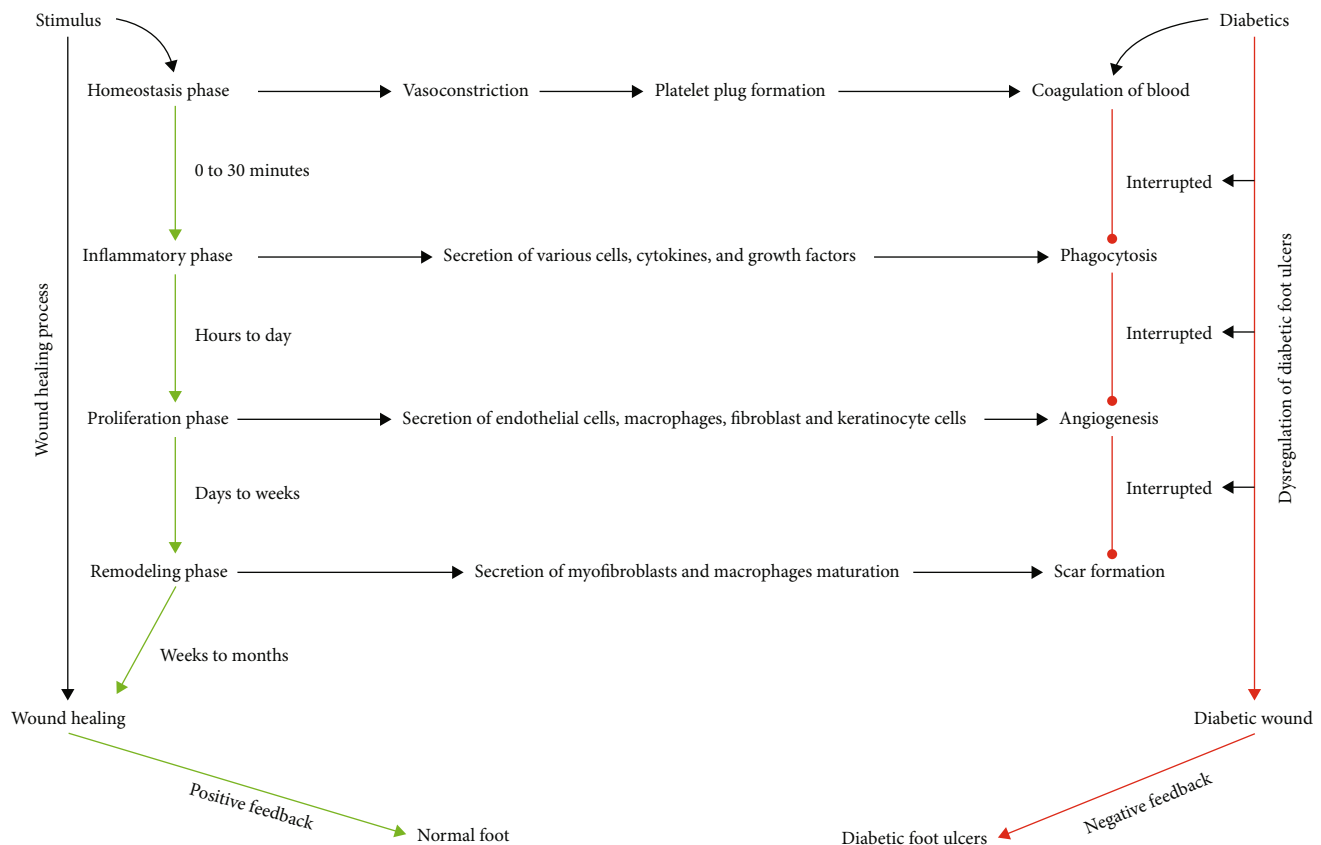 Stimulus
Diabetics
Homeostasis phase
Vasoconstriction
Platelet plug formation
Coagulation of blood
0 to 30 minutes
Interrupted
Inflammatory phase
Secretion of various cells, cytokines, and growth factors
Phagocytosis
Wound healing process
Dysregulation of diabetic foot ulcers
Hours to day
Interrupted
Proliferation phase
Secretion of endothelial cells, macrophages, fibroblast and keratinocyte cells
Angiogenesis
Days to weeks
Interrupted
Remodeling phase
Secretion of myofibroblasts and macrophages maturation
Scar formation
Weeks to months
Wound healing
Diabetic wound
Positive feedback
Negative feedback
Normal foot
Diabetic foot ulcers